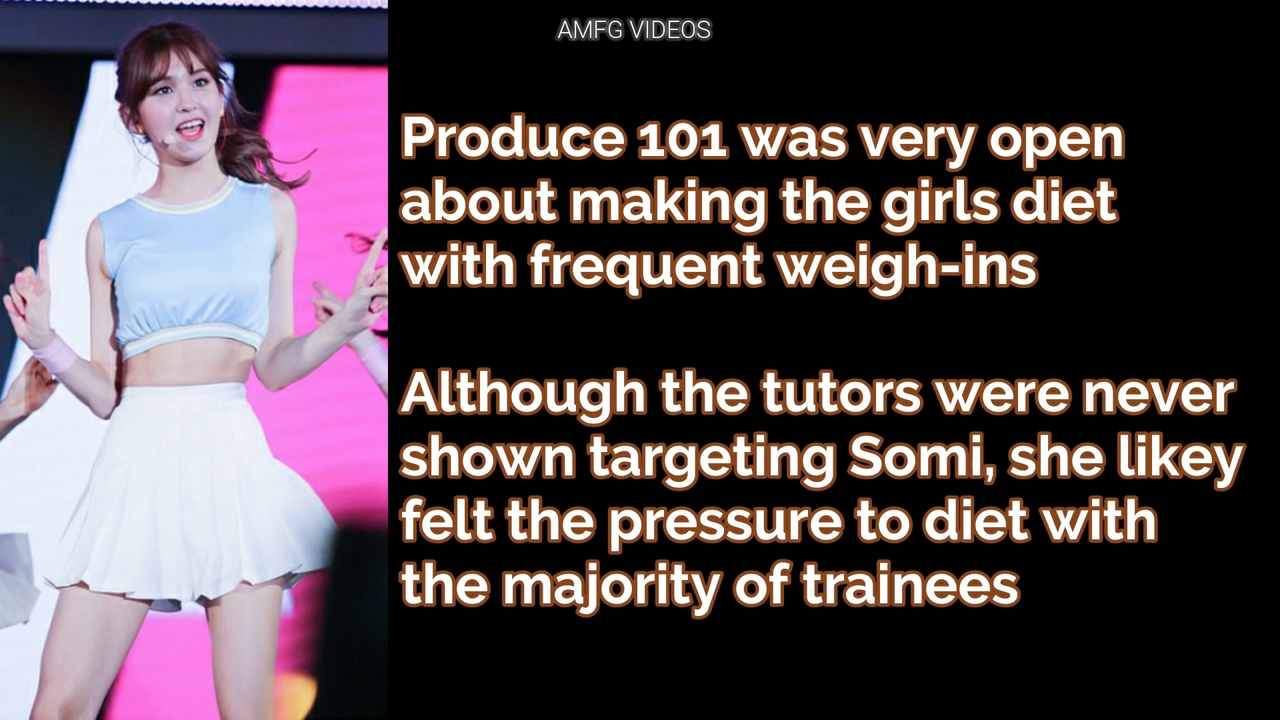 AMFG VIDEOS
Produce 101 was very open
about making the girls diet
with frequent weigh-ins
Although the tutors were never
shown targeting Somi, she likey
felt the pressure to diet with
the majority of trainees